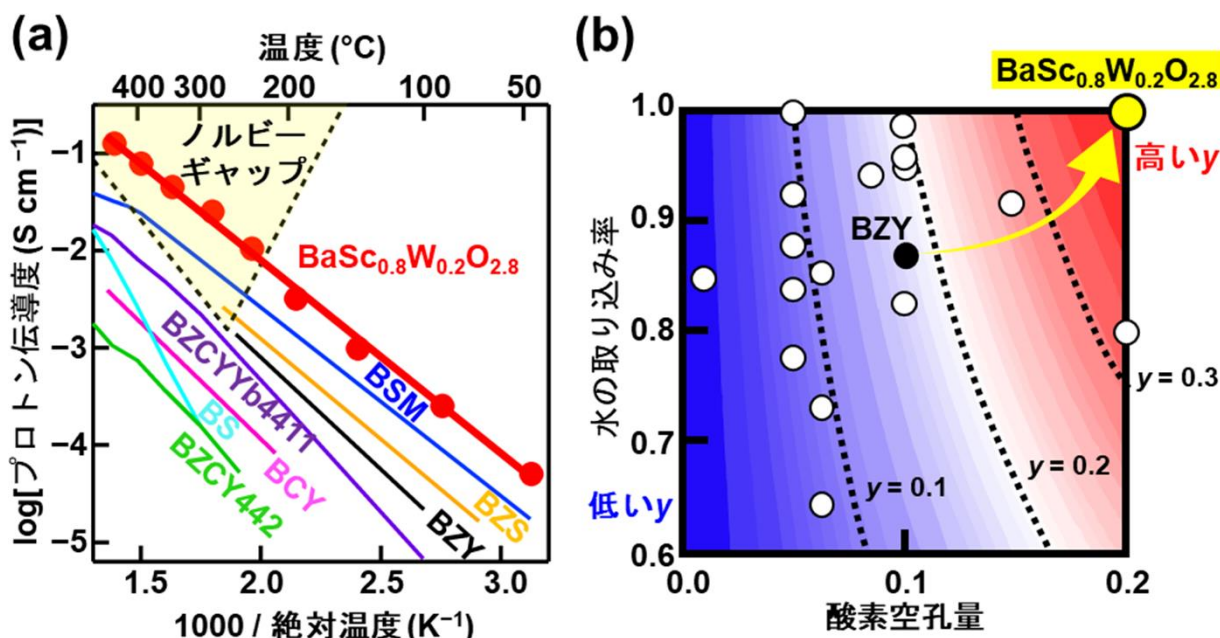 (a)
温度 (°C)
400 300 200 100 50
log[プロトン伝導度 (S cm⁻¹)]
−1
−2
−3
−4
−5
ノルビー
ギャップ
BaSc₀.₈W₀.₂O₂.₈
BSM
BZCYYb4411
BS
BCY
BZCY442
BZS
BZY
1.5 2.0 2.5 3.0
1000 / 絶対温度 (K⁻¹)
(b)
BaSc₀.₈W₀.₂O₂.₈
高いy
水の取り込み率
1.0
0.9
0.8
0.7
0.6
BZY
y = 0.3
y = 0.2
y = 0.1
低いy
0.0 0.1 0.2
酸素空孔量